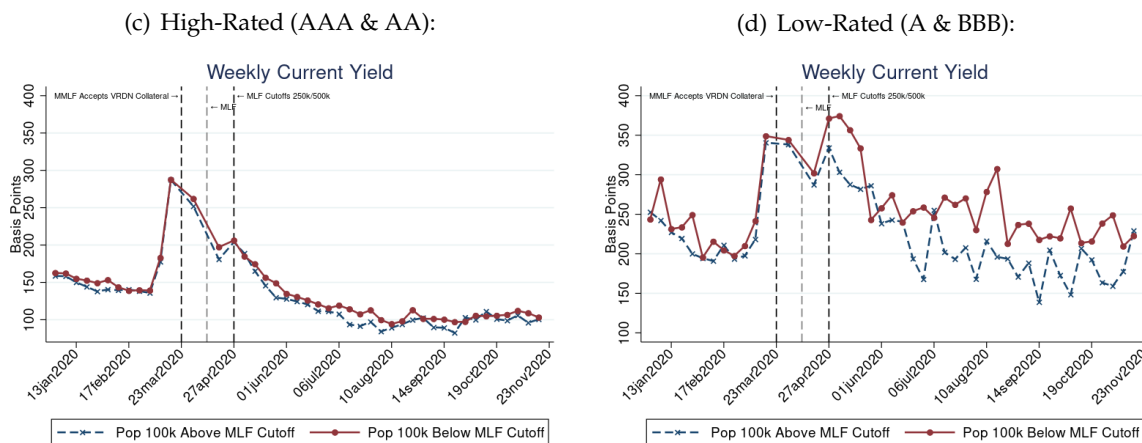 (c) High-Rated (AAA & AA):
Weekly Current Yield
MMLF Accepts VRDN Collateral→
← MLF
← MLF Cutoffs 250k/500k
Basis Points
400
350
300
250
200
150
100
13jan2020
17feb2020
23mar2020
27apr2020
01jun2020
06jul2020
10aug2020
14sep2020
19oct2020
23nov2020
Pop 100k Above MLF Cutoff
Pop 100k Below MLF Cutoff
(d) Low-Rated (A & BBB):
Weekly Current Yield
MMLF Accepts VRDN Collateral→
← MLF
← MLF Cutoffs 250k/500k
Basis Points
400
350
300
250
200
150
100
13jan2020
17feb2020
23mar2020
27apr2020
01jun2020
06jul2020
10aug2020
14sep2020
19oct2020
23nov2020
Pop 100k Above MLF Cutoff
Pop 100k Below MLF Cutoff